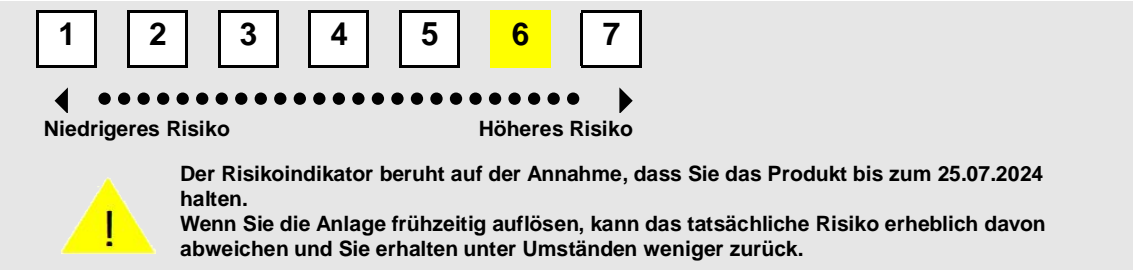 1 2 3 4 5 6 7
Niedrigeres Risiko Höheres Risiko
Der Risikoindikator beruht auf der Annahme, dass Sie das Produkt bis zum 25.07.2024
halten.
Wenn Sie die Anlage frühzeitig auflösen, kann das tatsächliche Risiko erheblich davon
abweichen und Sie erhalten unter Umständen weniger zurück.
!